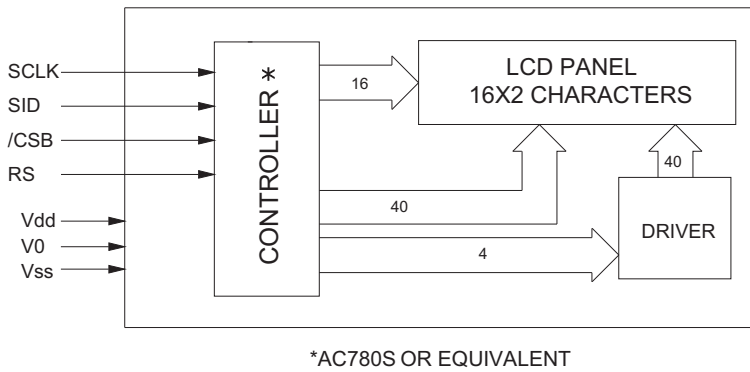 SCLK
SID
/CSB
RS
Vdd
V0
Vss
CONTROLLER *
16
40
4
LCD PANEL
16X2 CHARACTERS
40
DRIVER
*AC780S OR EQUIVALENT